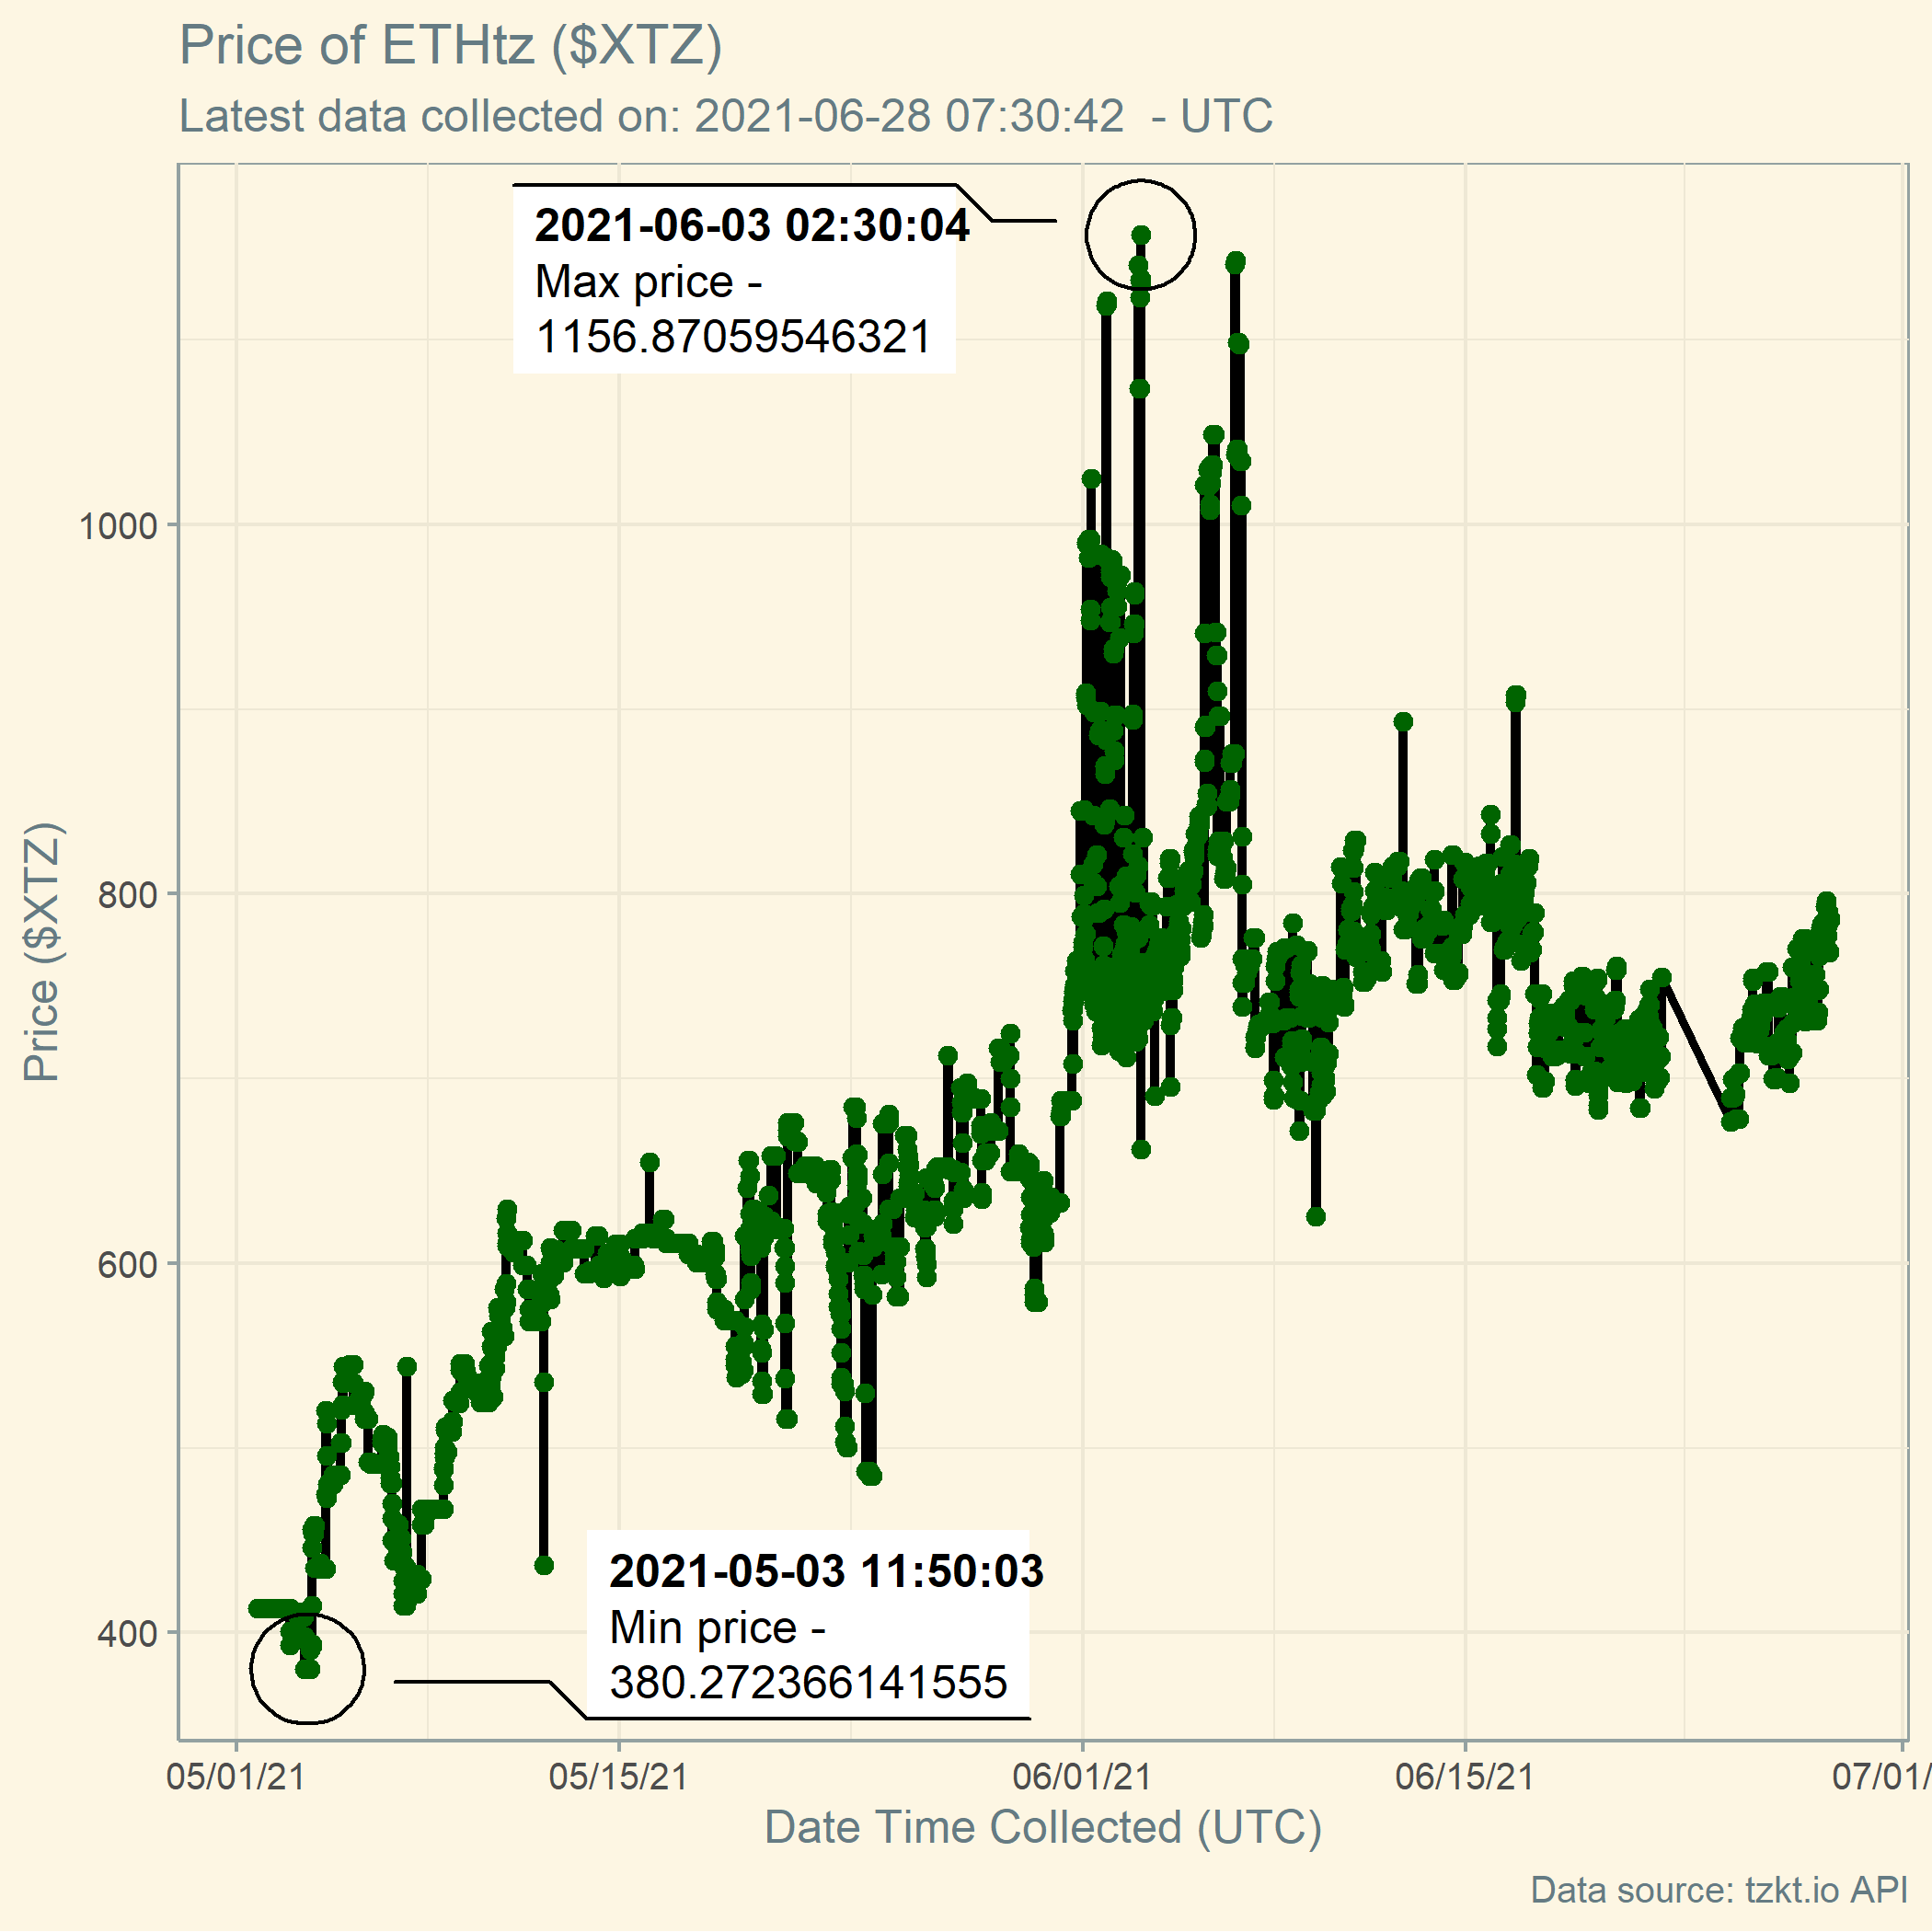 Price of ETHtz ($XTZ)
Latest data collected on: 2021-06-28 07:30:42  - UTC
2021-06-03 02:30:04
Max price -
1156.87059546321
1000
800
600
400
Price ($XTZ)
2021-05-03 11:50:03
Min price -
380.272366141555
05/01/21 05/15/21 06/01/21 06/15/21 07/01/
Date Time Collected (UTC)
Data source: tzkt.io API